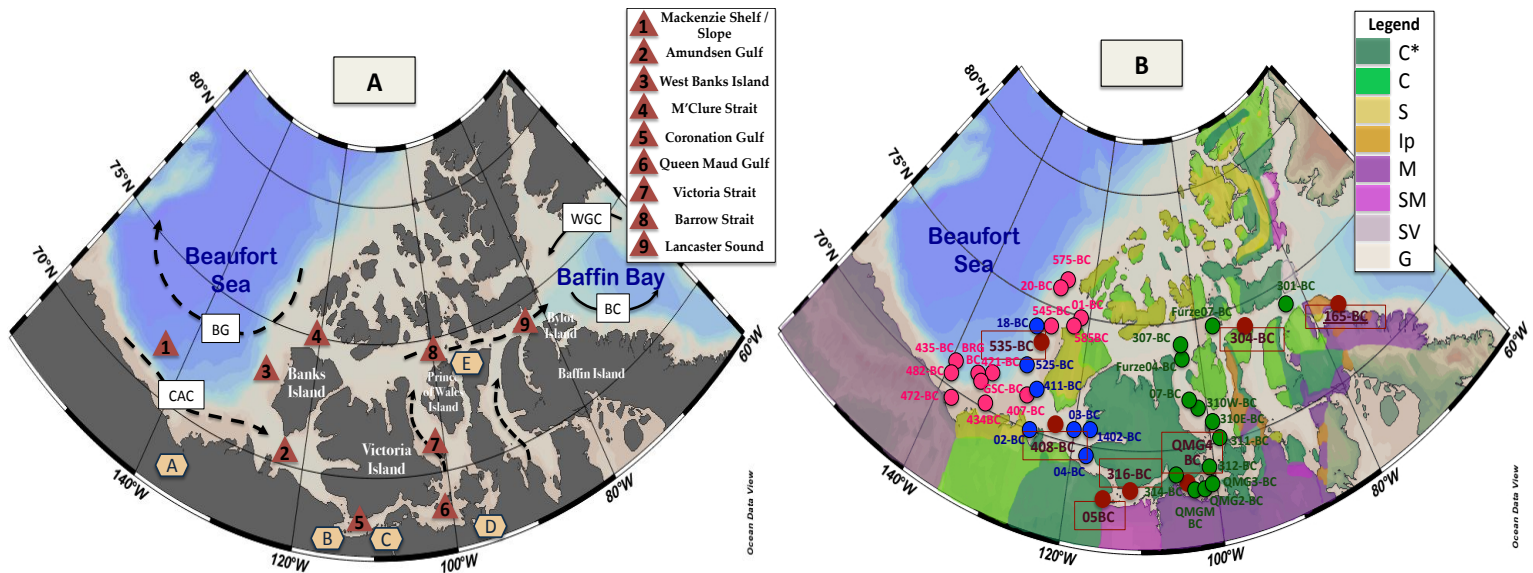 A
80°N
75°N
70°N
Beaufort
Sea
Baffin Bay
WGC
BC
BG
CAC
1
2
3
4
5
6
7
8
9
A
B
C
D
E
Banks
Island
Victoria
Island
Prince
of Wales
Island
Bylot
Island
Baffin Island
140°W
120°W
100°W
80°W
60°W
Ocean Data View
1 Mackenzie Shelf /
Slope
2 Amundsen Gulf
3 West Banks Island
4 M'Clure Strait
5 Coronation Gulf
6 Queen Maud Gulf
7 Victoria Strait
8 Barrow Strait
9 Lancaster Sound
B
80°N
75°N
70°N
Beaufort
Sea
575-BC
20-BC
01-BC
545-BC
18-BC
585BC
535-BC
435-BC
BRG
BC
421-BC
482-BC
525-BC
GSC-BC
411-BC
472-BC
407-BC
434BC
03-BC
02-BC
408-BC
1402-BC
04-BC
316-BC
05BC
301-BC
Furze07-BC
165-BC
304-BC
307-BC
Furze04-BC
07-BC
310W-BC
310E-BC
311-BC
QMG4
BC
312-BC
314-BC
QMG3-BC
QMG2-BC
QMGM
BC
140°W
120°W
100°W
80°W
60°W
Ocean Data View
Legend
C*
C
S
Ip
M
SM
SV
G